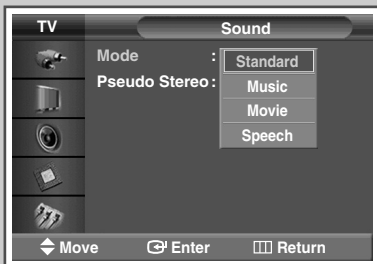 TV Sound
Mode : Standard
Pseudo Stereo : Music
Movie
Speech
Move Enter Return